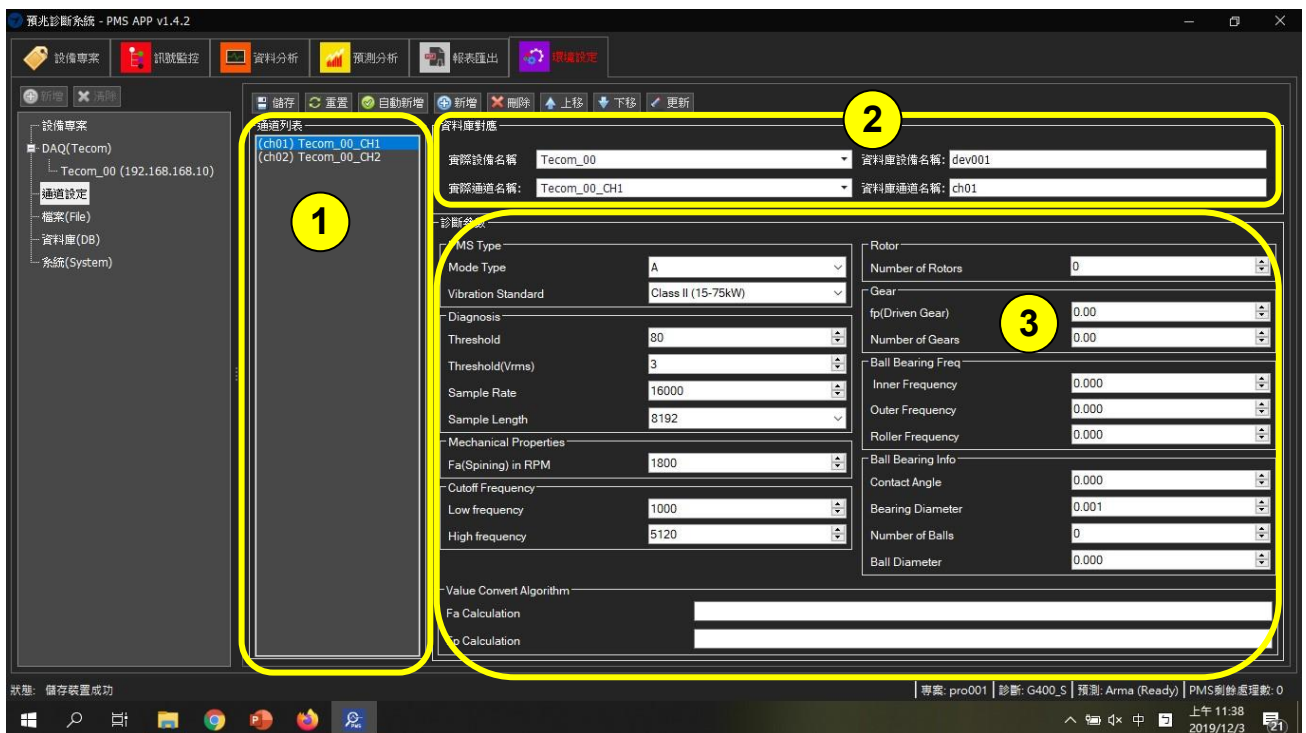 預兆診斷系統 - PMS APP v1.4.2
設備專案 訊號監控 資料分析 預測分析 報表匯出 環境設定
新增 清除
儲存 重置 自動新增 新增 刪除 上移 下移 更新
設備專案
DAQ(Tecom)
Tecom_00 (192.168.168.10)
通道設定
檔案(File)
資料庫(DB)
系統(System)
通道列表
(ch01) Tecom_00_CH1
(ch02) Tecom_00_CH2
1
資料庫對應
2
實際設備名稱 Tecom_00 資料庫設備名稱: dev001
實際通道名稱: Tecom_00_CH1 資料庫通道名稱: ch01
診斷參數
3
PMS Type
Mode Type A
Vibration Standard Class II (15-75kW)
Diagnosis
Threshold 80
Threshold(Vrms) 3
Sample Rate 16000
Sample Length 8192
Mechanical Properties
Fa(Spining) in RPM 1800
Cutoff Frequency
Low frequency 1000
High frequency 5120
Rotor
Number of Rotors 0
Gear
fp(Driven Gear) 0.00
Number of Gears 0.00
Ball Bearing Freq
Inner Frequency 0.000
Outer Frequency 0.000
Roller Frequency 0.000
Ball Bearing Info
Contact Angle 0.000
Bearing Diameter 0.001
Number of Balls 0
Ball Diameter 0.000
Value Convert Algorithm
Fa Calculation
Fp Calculation
狀態: 儲存裝置成功
專案: pro001 診斷: G400_S 預測: Arma (Ready) PMS剩餘處理數: 0
中 ㄅ 上午 11:38
2019/12/3 21